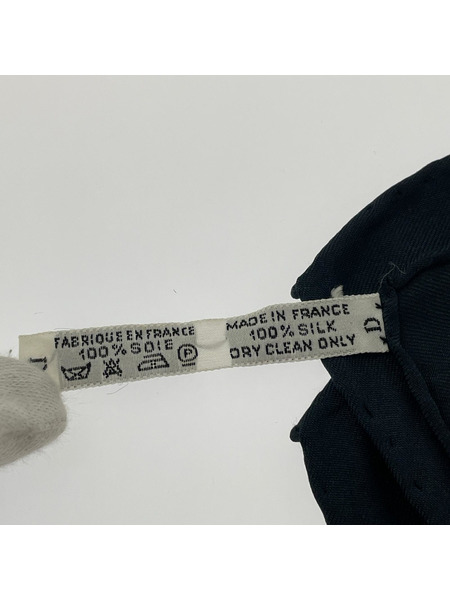 FABRIQUE EN FRANCE
100% SOIE
P
MADE IN FRANCE
100% SILK
DRY CLEAN ONLY
D